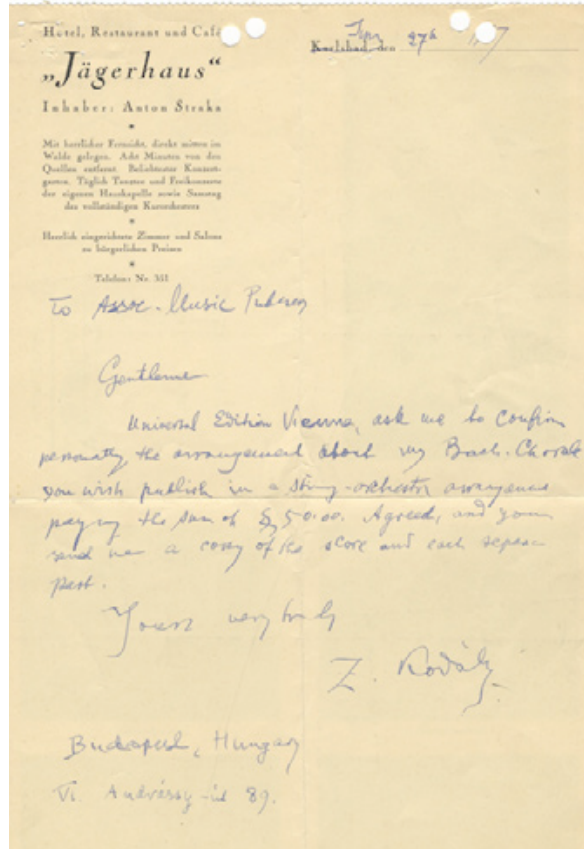 Hotel, Restaurant und Café
„Jägerhaus“
Inhaber: Anton Straka
Mit herrlicher Fernsicht, direkt mitten im
Walde gelegen. Acht Minuten von den
Quellen entfernt. Beliebtester Konzert-
garten. Täglich Tanztee und Freikonzerte
der eigenen Hauskapelle sowie Samstag
des vollständigen Kurorchesters
Herrlich eingerichtete Zimmer und Salons
zu bürgerlichen Preisen
Telefon: Nr. 351
Karlsbad, den 27th
To Assoc. Music
Gentlemen
Universal Edition Vienna, ask me to confirm
personally the arrangement about my Bach-Chorale
you wish publish in a string-orchestra arrangement
paying the sum of $ 50.00. Agreed, and you
send me a copy of the score and each separate
part.
Yours very truly
Z. Kodály
Budapest, Hungary
VI. Andrássy-út 89.